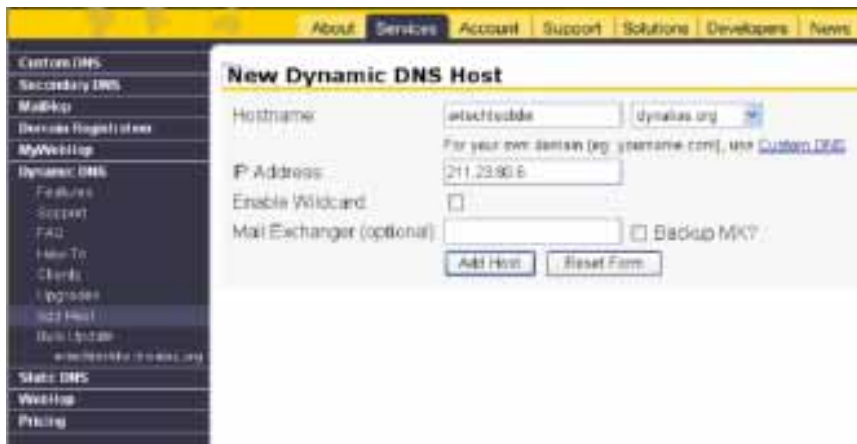 About Services Account Support Solutions Developers News
Custom DNS
Secondary DNS
MailHop
Domain Registration
MyWebHop
Dynamic DNS
Features
Support
FAQ
How-To
Clients
Upgrades
Add Host
Bulk Update
Static DNS
WebHop
Pricing
New Dynamic DNS Host
Hostname: dynalias.org
For your own domain (eg: yourname.com), use Custom DNS
IP Address: 211.23.90.6
Enable Wildcard:
Mail Exchanger (optional): Backup MX?
Add Host Reset Form